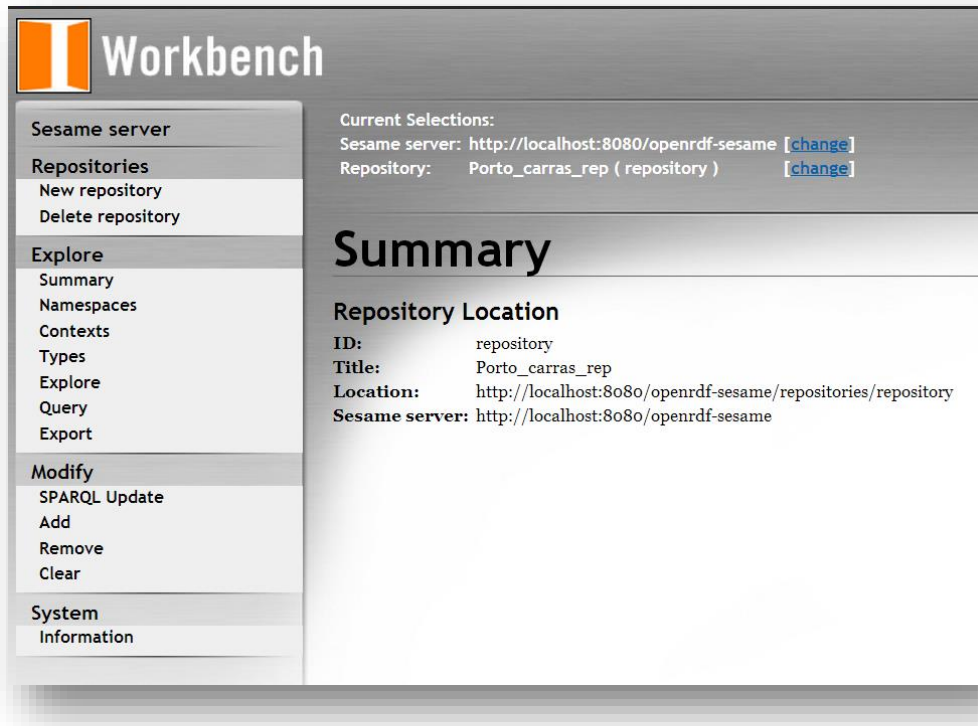 Workbench
Sesame server
Repositories
New repository
Delete repository
Explore
Summary
Namespaces
Contexts
Types
Explore
Query
Export
Modify
SPARQL Update
Add
Remove
Clear
System
Information
Current Selections:
Sesame server: http://localhost:8080/openrdf-sesame [change]
Repository: Porto_carras_rep ( repository ) [change]
Summary
Repository Location
ID: repository
Title: Porto_carras_rep
Location: http://localhost:8080/openrdf-sesame/repositories/repository
Sesame server: http://localhost:8080/openrdf-sesame